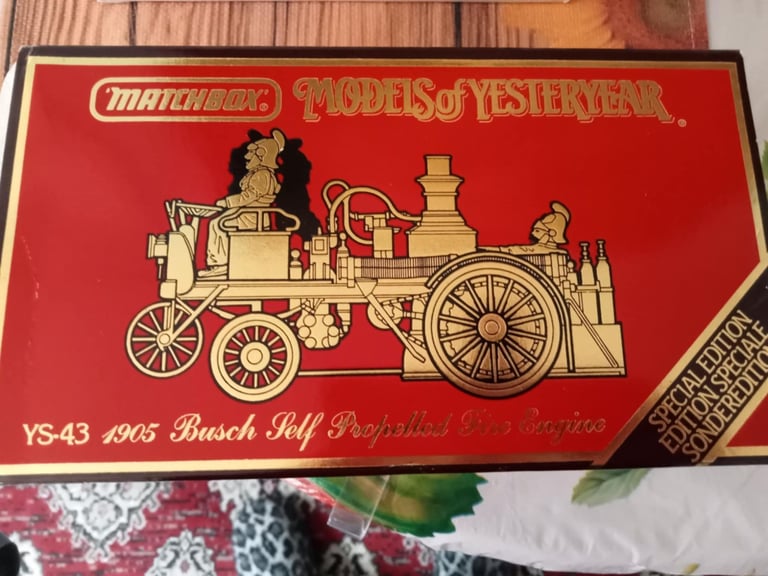 MATCHBOX®
MODELS of YESTERYEAR®
YS-43 1905 Busch Self Propelled Fire Engine
SPECIAL EDITION
EDITION SPECIALE
SONDEREDITION